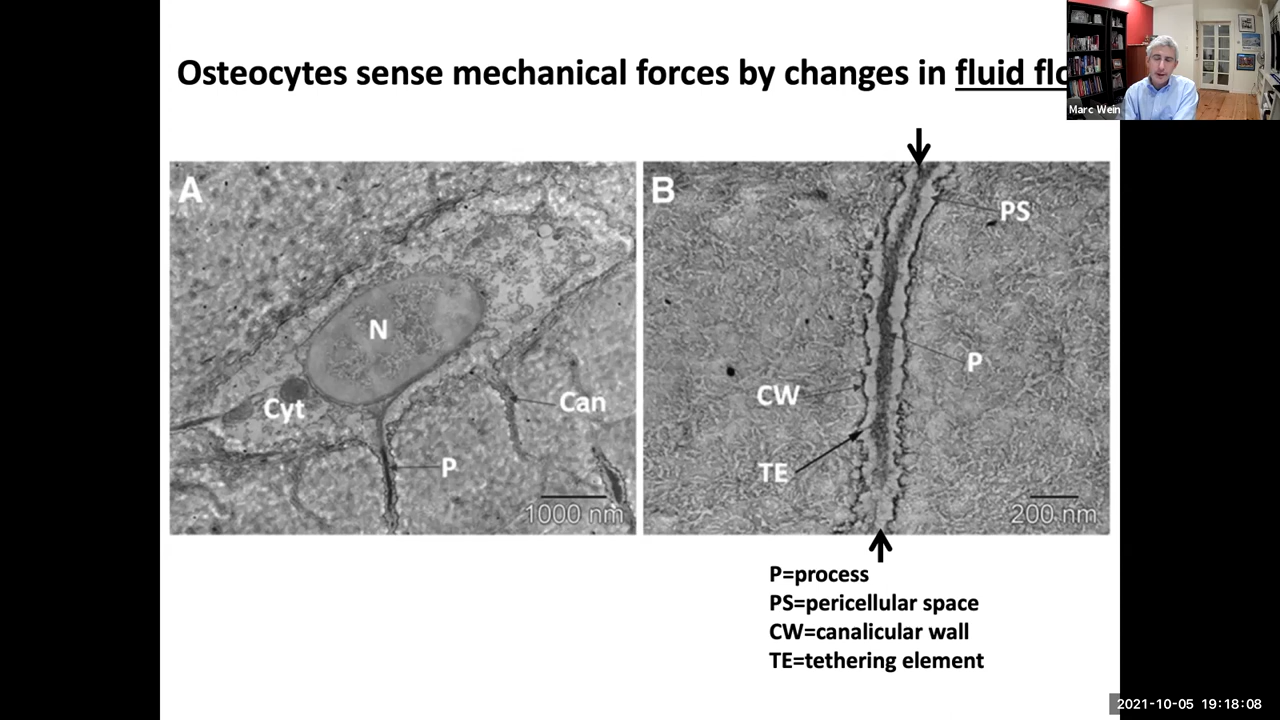 Osteocytes sense mechanical forces by changes in fluid flo
Marc Wein
A
N
Cyt
Can
P
1000 nm
B
PS
P
CW
TE
200 nm
P=process
PS=pericellular space
CW=canalicular wall
TE=tethering element
2021-10-05 19:18:08